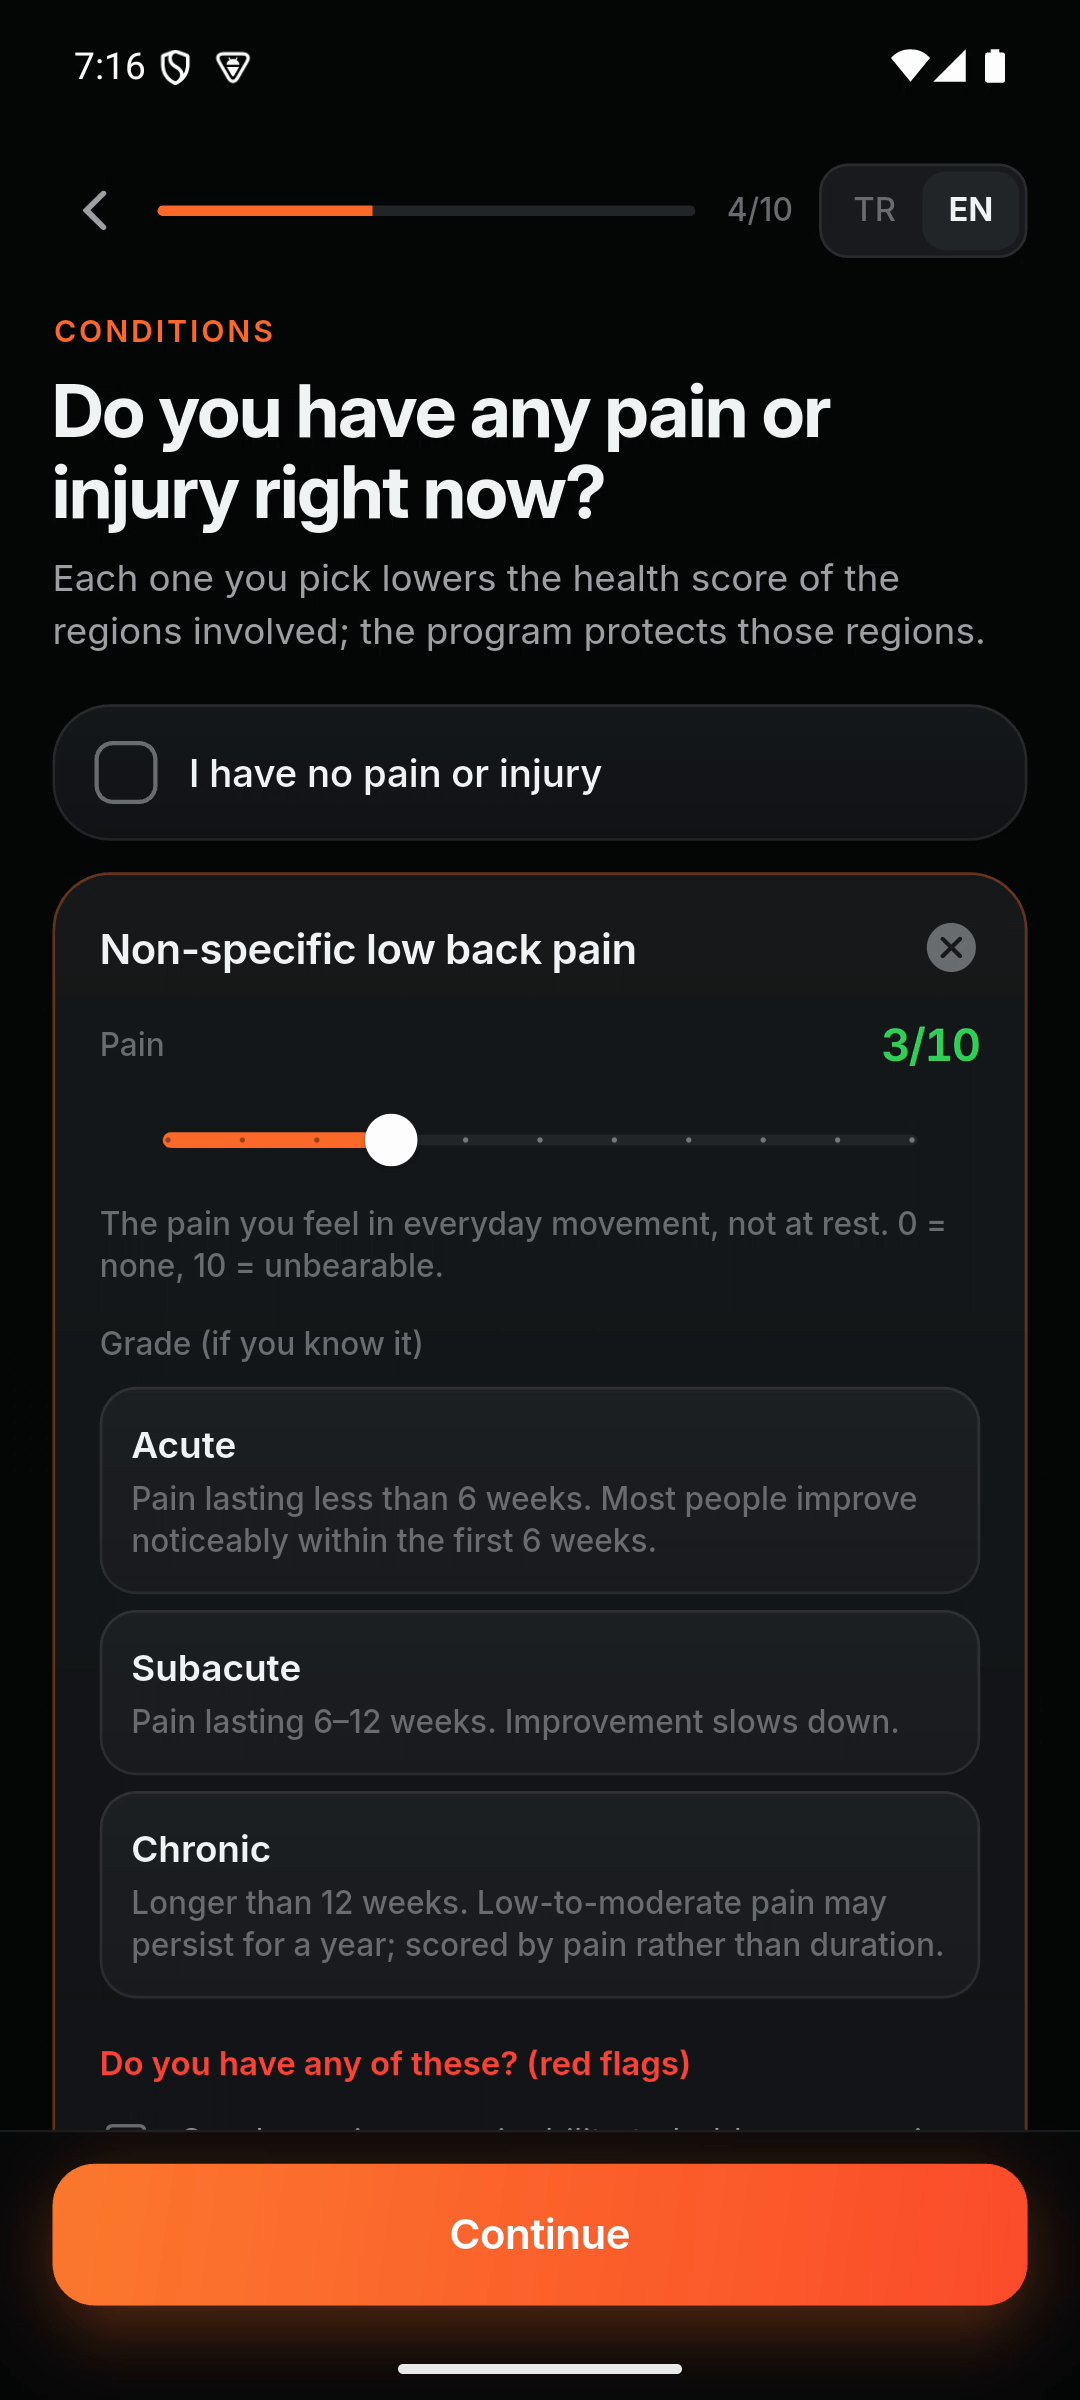 7:16
4/10
TR EN
CONDITIONS
Do you have any pain or
injury right now?
Each one you pick lowers the health score of the
regions involved; the program protects those regions.
I have no pain or injury
Non-specific low back pain
Pain
3/10
The pain you feel in everyday movement, not at rest. 0 =
none, 10 = unbearable.
Grade (if you know it)
Acute
Pain lasting less than 6 weeks. Most people improve
noticeably within the first 6 weeks.
Subacute
Pain lasting 6–12 weeks. Improvement slows down.
Chronic
Longer than 12 weeks. Low-to-moderate pain may
persist for a year; scored by pain rather than duration.
Do you have any of these? (red flags)
Continue